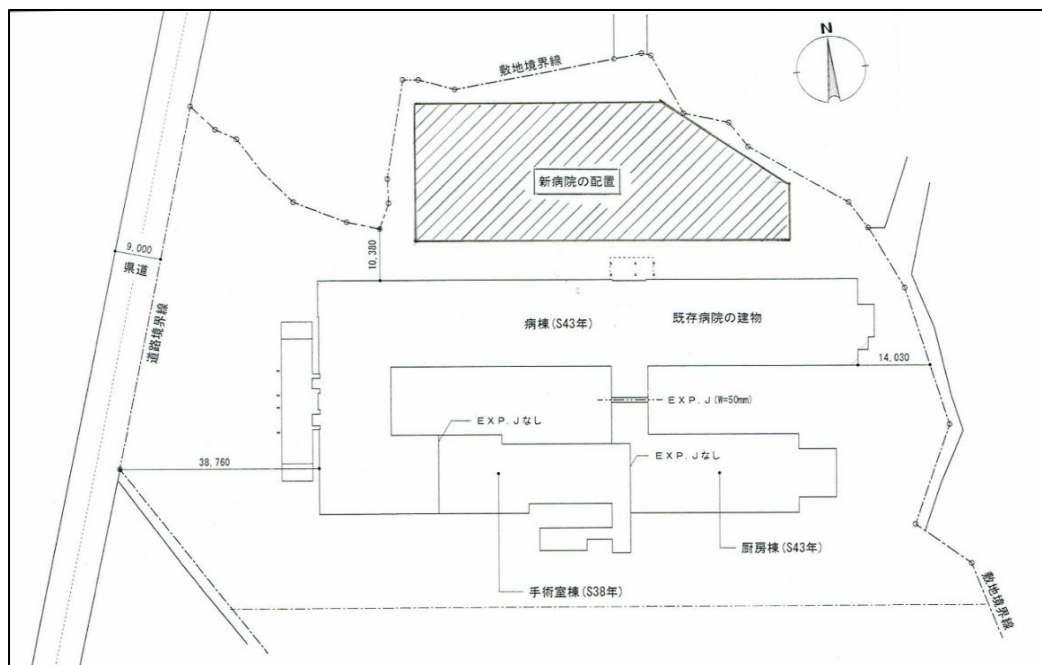 N
敷地境界線
新病院の配置
9,000
県道
道路境界線
10,380
病棟(S43年)
既存病院の建物
14,030
EXP.J(W=50mm)
EXP.Jなし
EXP.Jなし
38,760
厨房棟(S43年)
手術室棟(S38年)
敷地境界線